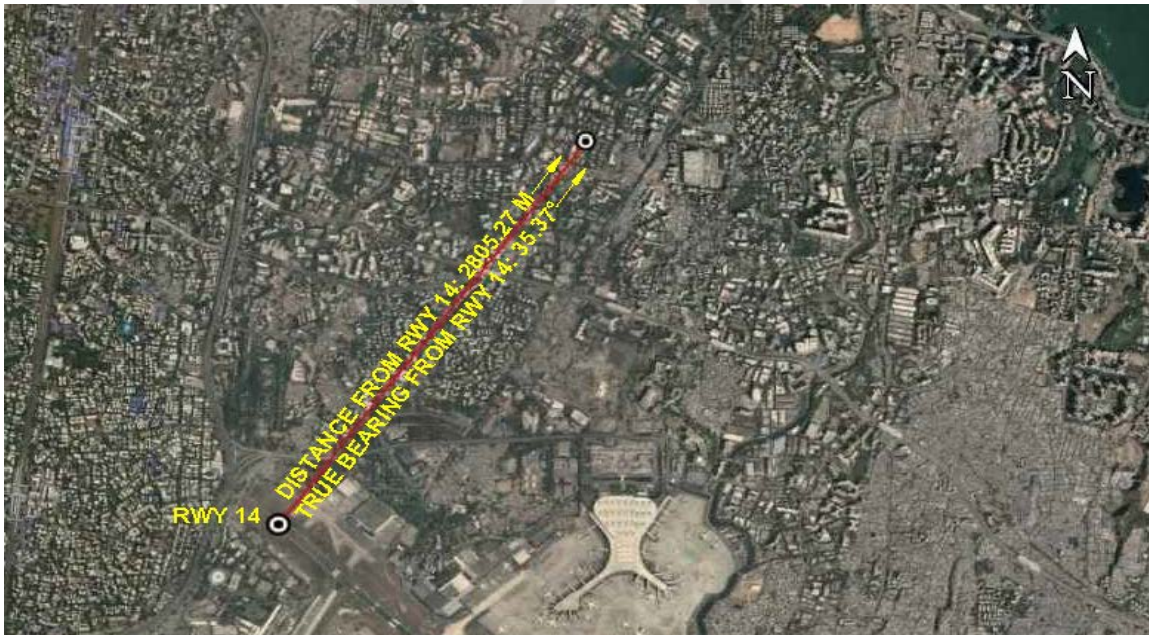 N
DISTANCE FROM RWY 14: 2805.27 M
TRUE BEARING FROM RWY 14: 35.37°
RWY 14